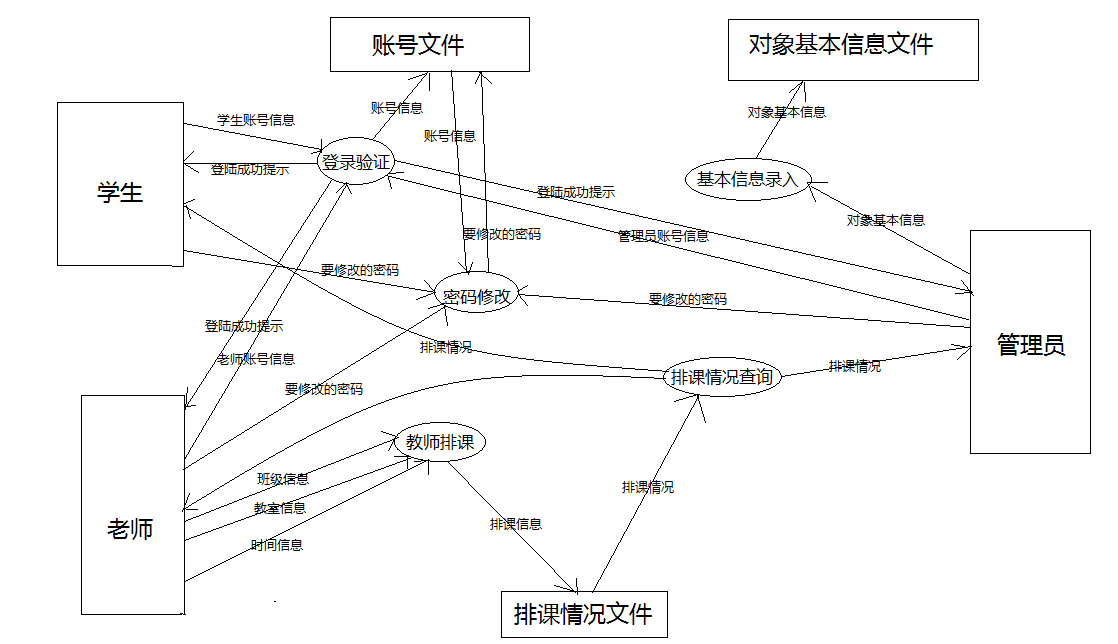 账号文件
对象基本信息文件
账号信息
对象基本信息
学生账号信息
账号信息
登录验证
登陆成功提示
基本信息录入
学生
登陆成功提示
对象基本信息
要修改的密码
管理员账号信息
要修改的密码
密码修改
要修改的密码
登陆成功提示
排课情况
老师账号信息
管理员
排课情况
排课情况查询
要修改的密码
教师排课
班级信息
排课情况
教室信息
排课信息
老师
时间信息
排课情况文件